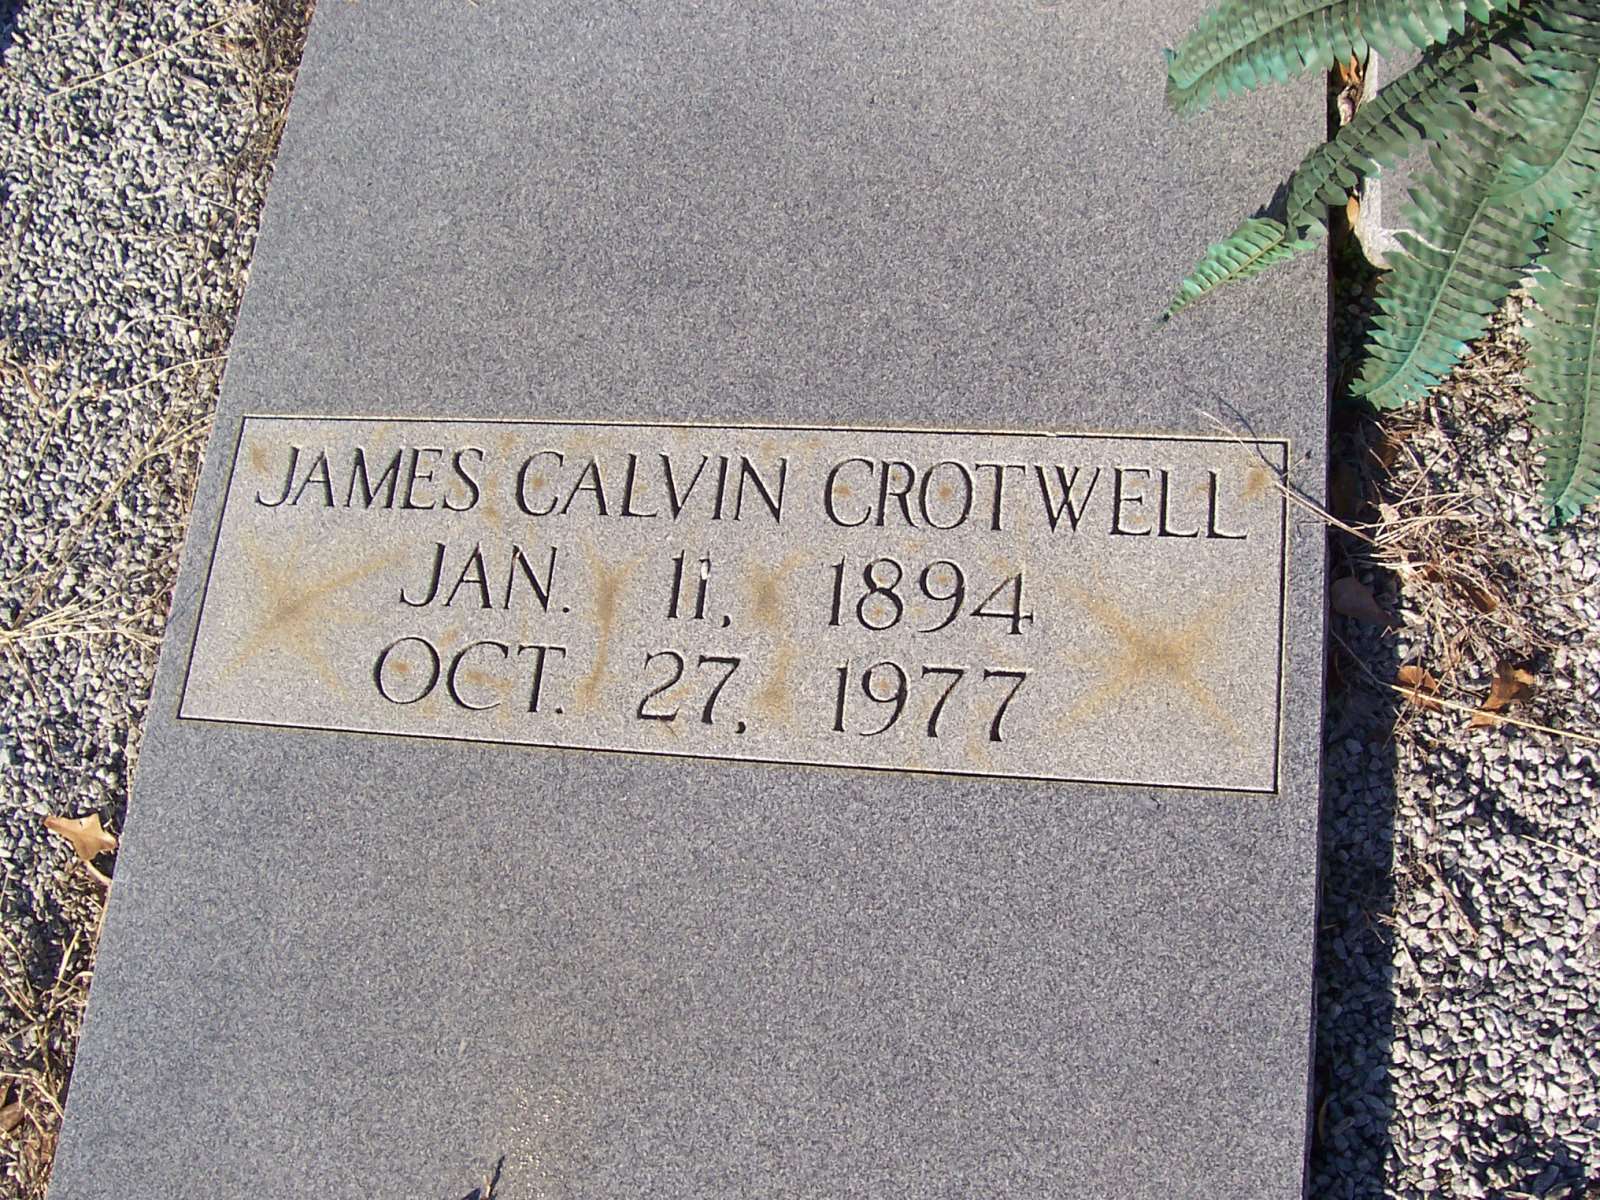 JAMES CALVIN CROTWELL
JAN. 11, 1894
OCT. 27, 1977